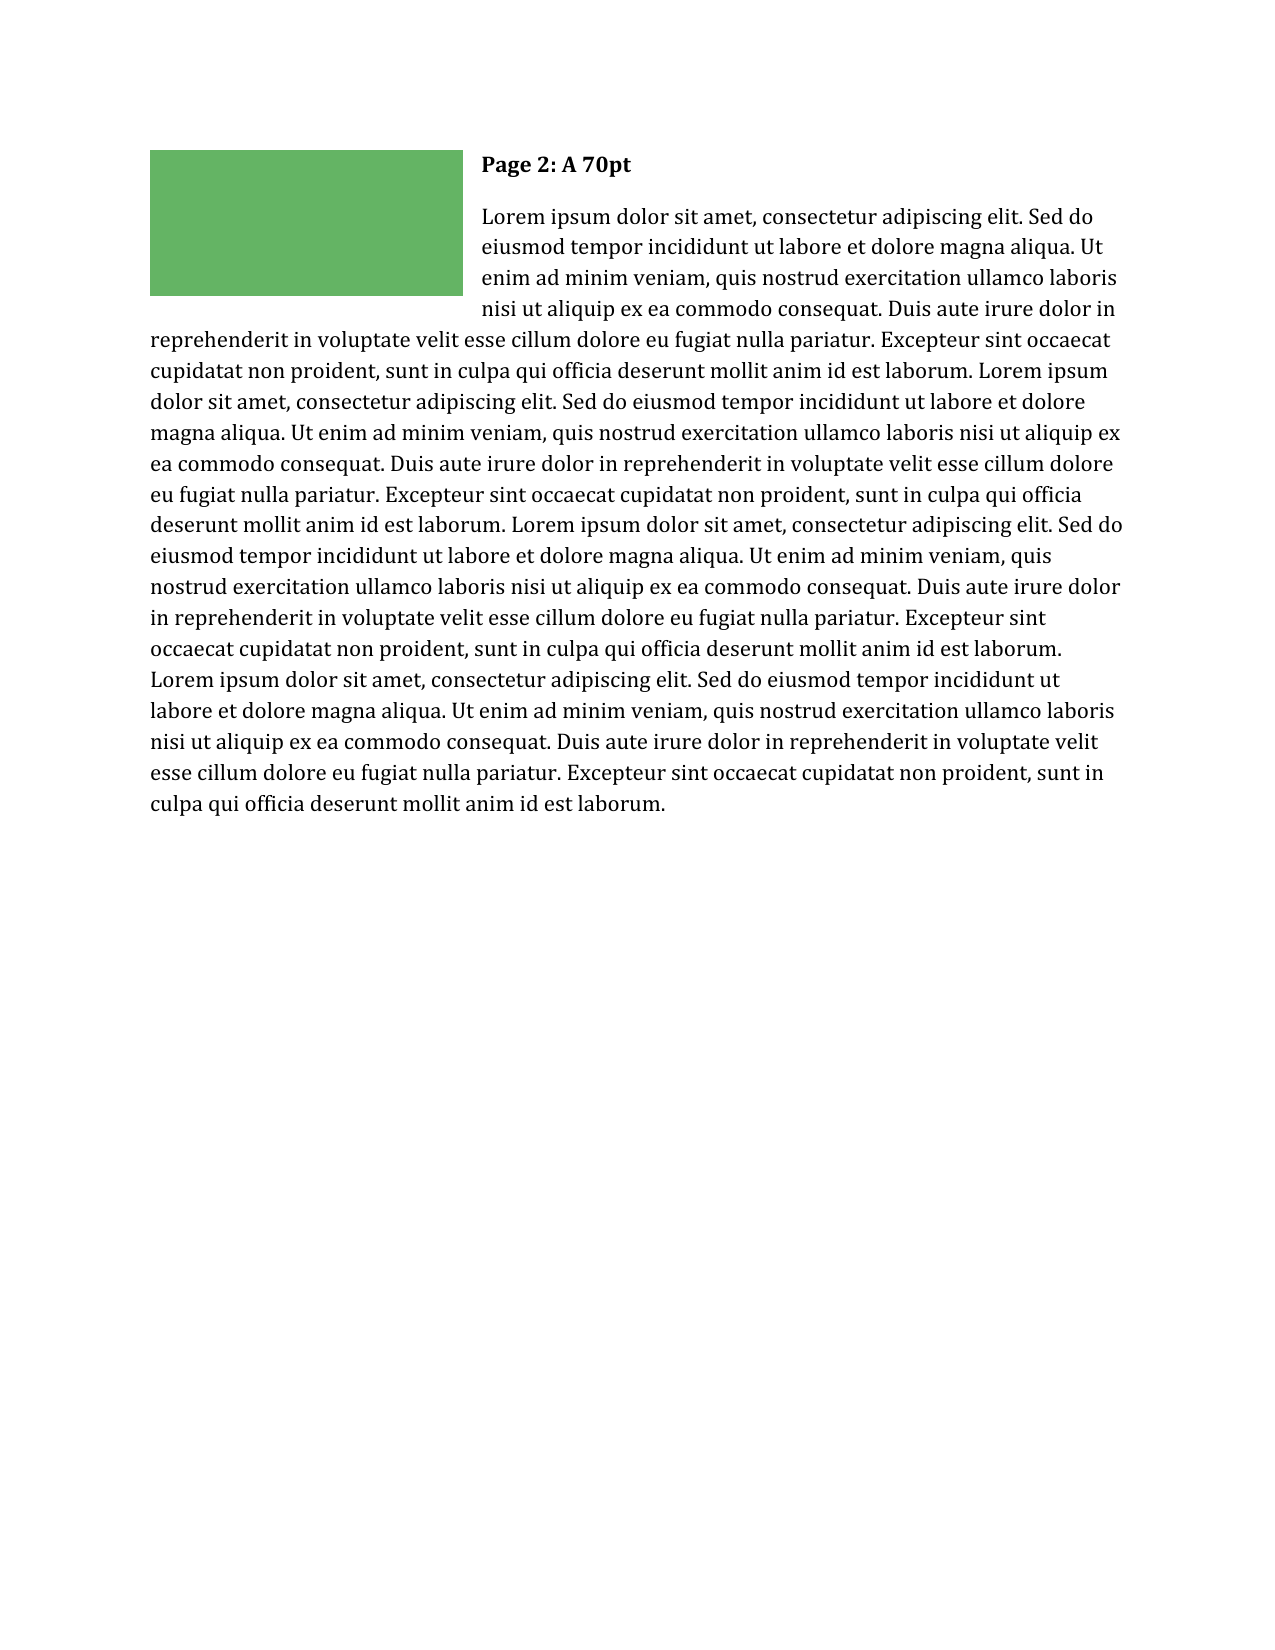 Page 2: A 70pt
Lorem ipsum dolor sit amet, consectetur adipiscing elit. Sed do
eiusmod tempor incididunt ut labore et dolore magna aliqua. Ut
enim ad minim veniam, quis nostrud exercitation ullamco laboris
nisi ut aliquip ex ea commodo consequat. Duis aute irure dolor in
reprehenderit in voluptate velit esse cillum dolore eu fugiat nulla pariatur. Excepteur sint occaecat
cupidatat non proident, sunt in culpa qui officia deserunt mollit anim id est laborum. Lorem ipsum
dolor sit amet, consectetur adipiscing elit. Sed do eiusmod tempor incididunt ut labore et dolore
magna aliqua. Ut enim ad minim veniam, quis nostrud exercitation ullamco laboris nisi ut aliquip ex
ea commodo consequat. Duis aute irure dolor in reprehenderit in voluptate velit esse cillum dolore
eu fugiat nulla pariatur. Excepteur sint occaecat cupidatat non proident, sunt in culpa qui officia
deserunt mollit anim id est laborum. Lorem ipsum dolor sit amet, consectetur adipiscing elit. Sed do
eiusmod tempor incididunt ut labore et dolore magna aliqua. Ut enim ad minim veniam, quis
nostrud exercitation ullamco laboris nisi ut aliquip ex ea commodo consequat. Duis aute irure dolor
in reprehenderit in voluptate velit esse cillum dolore eu fugiat nulla pariatur. Excepteur sint
occaecat cupidatat non proident, sunt in culpa qui officia deserunt mollit anim id est laborum.
Lorem ipsum dolor sit amet, consectetur adipiscing elit. Sed do eiusmod tempor incididunt ut
labore et dolore magna aliqua. Ut enim ad minim veniam, quis nostrud exercitation ullamco laboris
nisi ut aliquip ex ea commodo consequat. Duis aute irure dolor in reprehenderit in voluptate velit
esse cillum dolore eu fugiat nulla pariatur. Excepteur sint occaecat cupidatat non proident, sunt in
culpa qui officia deserunt mollit anim id est laborum.